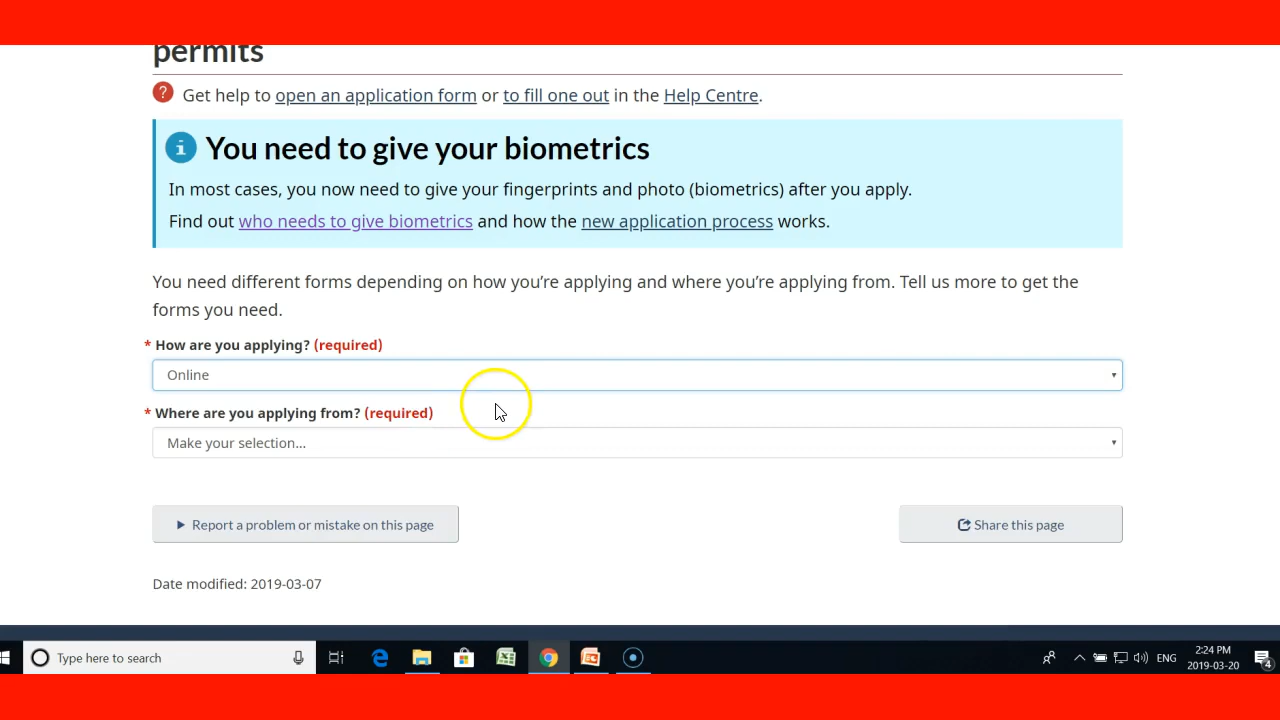 permits
? Get help to open an application form or to fill one out in the Help Centre.
i You need to give your biometrics
In most cases, you now need to give your fingerprints and photo (biometrics) after you apply.
Find out who needs to give biometrics and how the new application process works.
You need different forms depending on how you’re applying and where you’re applying from. Tell us more to get the
forms you need.
* How are you applying? (required)
Online
* Where are you applying from? (required)
Make your selection...
Report a problem or mistake on this page
Share this page
Date modified: 2019-03-07
Type here to search
ENG
2:24 PM
2019-03-20
4